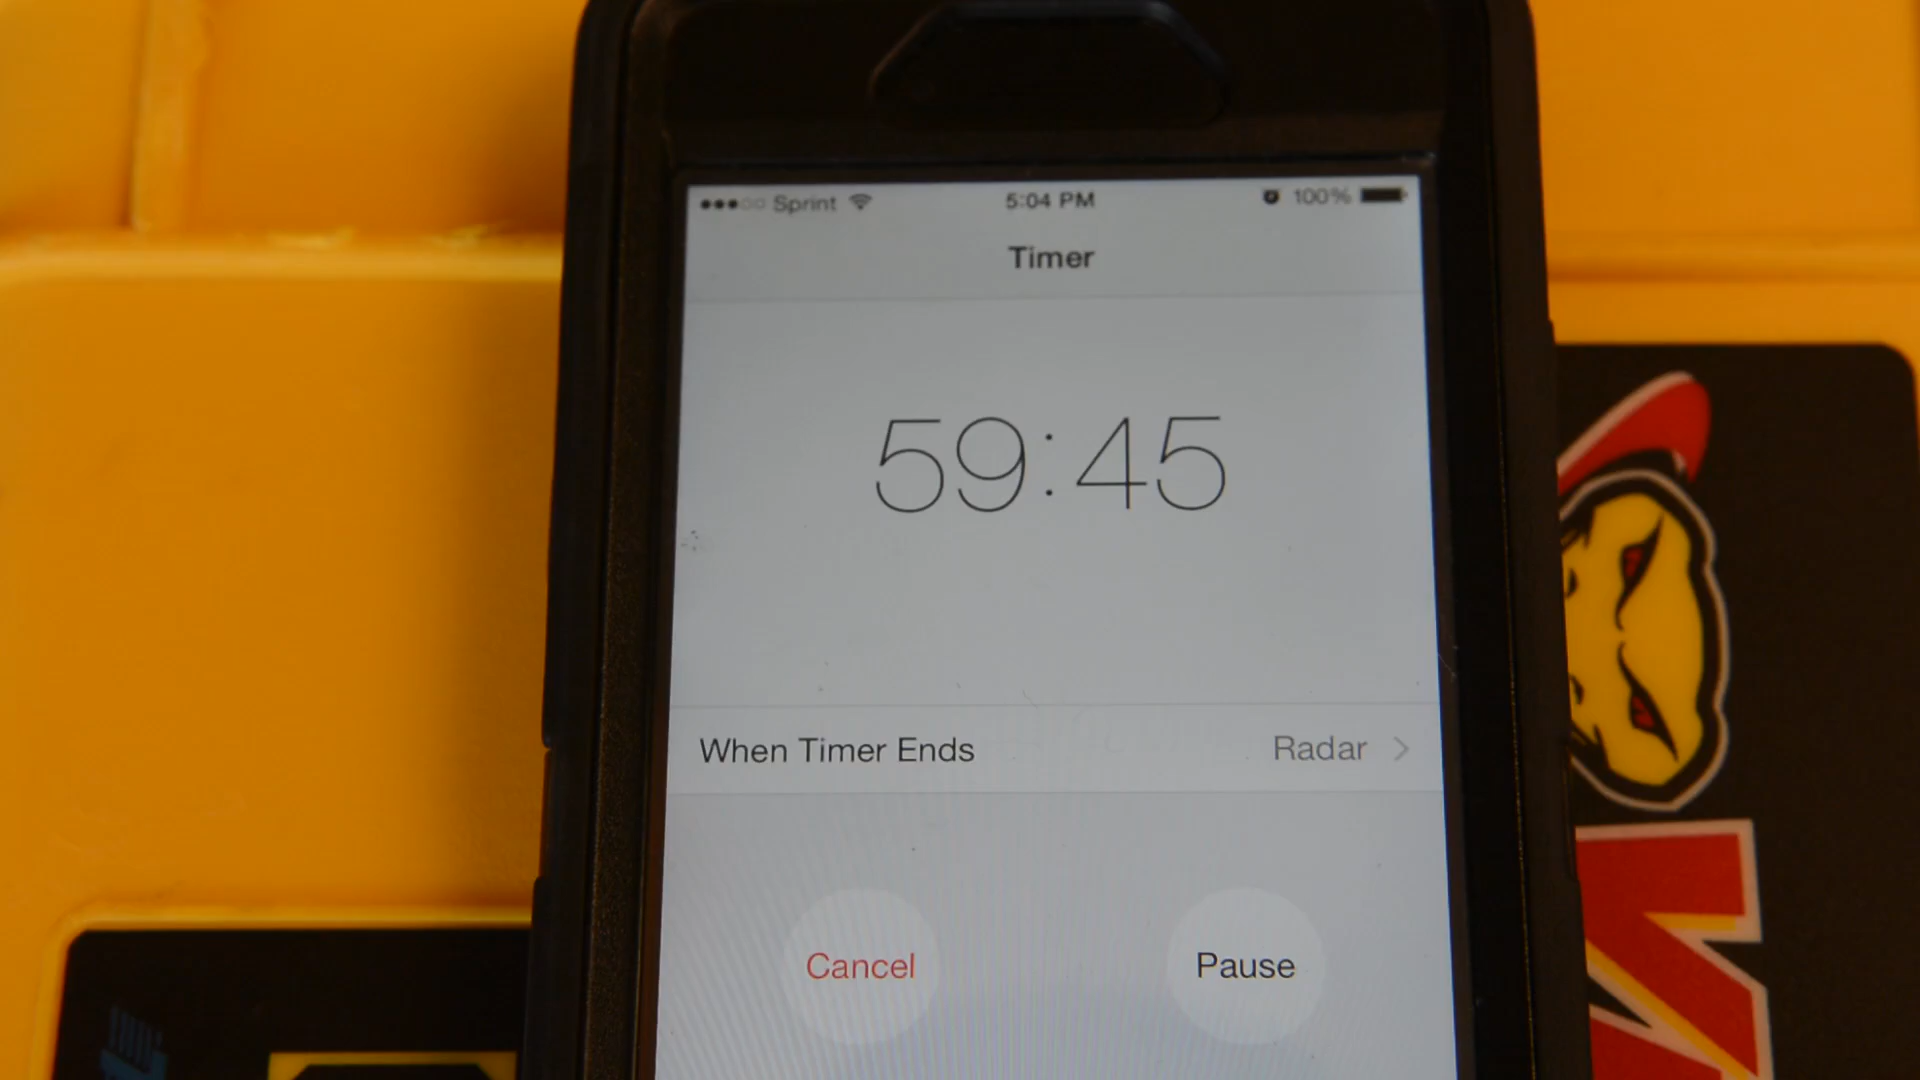 Sprint 5:04 PM 100%
Timer
59:45
When Timer Ends Radar
Cancel Pause